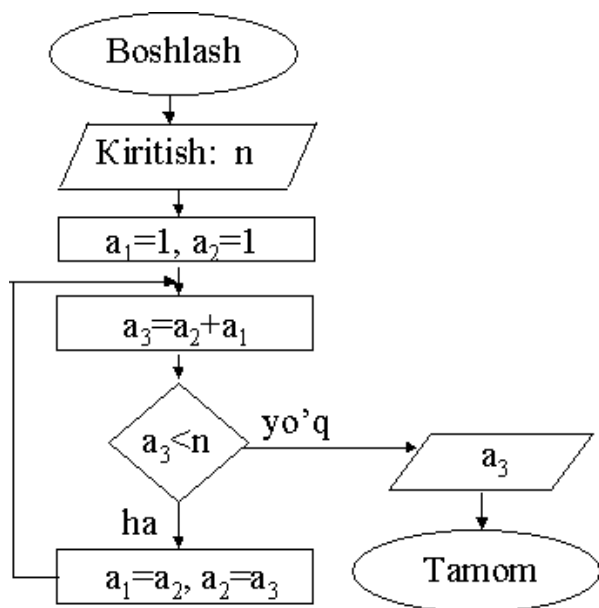 Boshlash
Kiritish: n
a₁=1, a₂=1
a₃=a₂+a₁
a₃<n
yo’q
a₃
ha
a₁=a₂, a₂=a₃
Tamom